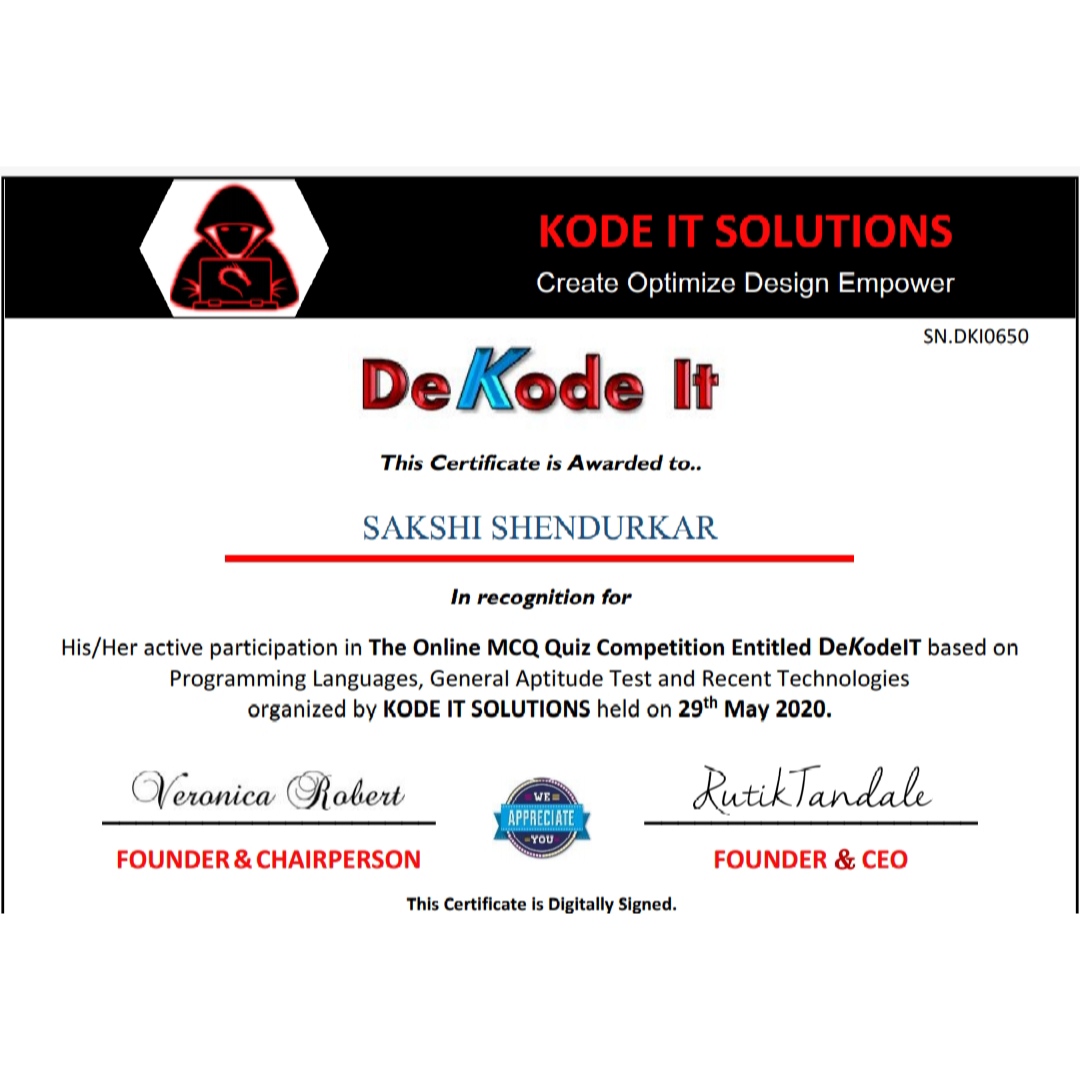 KODE IT SOLUTIONS
Create Optimize Design Empower
SN.DKI0650
DeKode It
This Certificate is Awarded to..
SAKSHI SHENDURKAR
In recognition for
His/Her active participation in The Online MCQ Quiz Competition Entitled DeKodeIT based on
Programming Languages, General Aptitude Test and Recent Technologies
organized by KODE IT SOLUTIONS held on 29th May 2020.
Veronica Robert
RutikTandale
WE
APPRECIATE
YOU
FOUNDER & CHAIRPERSON
FOUNDER & CEO
This Certificate is Digitally Signed.